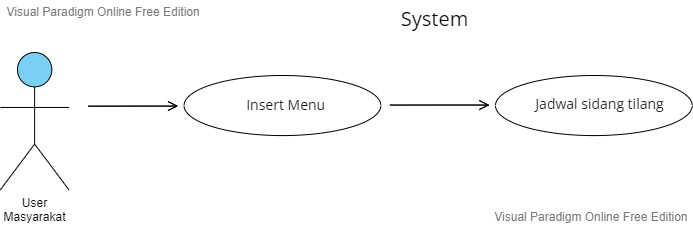 Visual Paradigm Online Free Edition
System
Insert Menu
Jadwal sidang tilang
User
Masyarakat
Visual Paradigm Online Free Edition